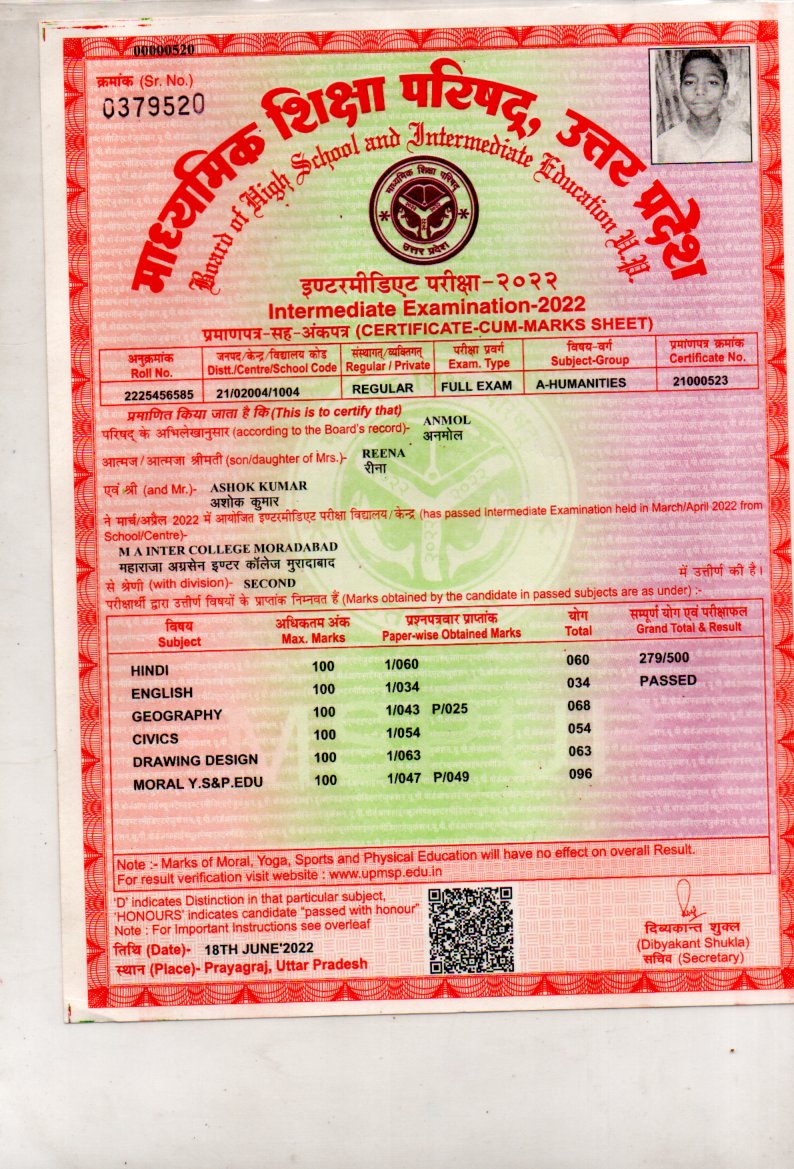 00000520
क्रमांक (Sr. No.)
0379520
माध्यमिक शिक्षा परिषद्, उत्तर प्रदेश
Board of High School and Intermediate Education U.P.
माध्यमिक शिक्षा परिषद्
उत्तर प्रदेश
इण्टरमीडिएट परीक्षा-२०२२
Intermediate Examination-2022
प्रमाणपत्र-सह-अंकपत्र (CERTIFICATE-CUM-MARKS SHEET)
अनुक्रमांक जनपद/केन्द्र/विद्यालय कोड संस्थागत/व्यक्तिगत परीक्षा प्रवर्ग विषय-वर्ग प्रमाणपत्र क्रमांक
Roll No. Distt./Centre/School Code Regular / Private Exam. Type Subject-Group Certificate No.
2225456585 21/02004/1004 REGULAR FULL EXAM A-HUMANITIES 21000523
प्रमाणित किया जाता है कि (This is to certify that)
परिषद् के अभिलेखानुसार (according to the Board's record)- ANMOL
अनमोल
आत्मज/आत्मजा श्रीमती (son/daughter of Mrs.)- REENA
रीना
एवं श्री (and Mr.)- ASHOK KUMAR
अशोक कुमार
ने मार्च/अप्रैल 2022 में आयोजित इण्टरमीडिएट परीक्षा विद्यालय/केन्द्र (has passed Intermediate Examination held in March/April 2022 from
School/Centre)-
M A INTER COLLEGE MORADABAD
महाराजा अग्रसेन इण्टर कॉलेज मुरादाबाद
से श्रेणी (with division)- SECOND में उत्तीर्ण की है।
परीक्षार्थी द्वारा उत्तीर्ण विषयों के प्राप्तांक निम्नवत हैं (Marks obtained by the candidate in passed subjects are as under) :-
विषय अधिकतम अंक प्रश्नपत्रवार प्राप्तांक योग सम्पूर्ण योग एवं परीक्षाफल
Subject Max. Marks Paper-wise Obtained Marks Total Grand Total & Result
HINDI 100 1/060 060 279/500
ENGLISH 100 1/034 034 PASSED
GEOGRAPHY 100 1/043 P/025 068
CIVICS 100 1/054 054
DRAWING DESIGN 100 1/063 063
MORAL Y.S&P.EDU 100 1/047 P/049 096
Note :- Marks of Moral, Yoga, Sports and Physical Education will have no effect on overall Result.
For result verification visit website : www.upmsp.edu.in
'D' indicates Distinction in that particular subject,
'HONOURS' indicates candidate "passed with honour"
Note : For Important Instructions see overleaf
तिथि (Date)- 18TH JUNE'2022
स्थान (Place)- Prayagraj, Uttar Pradesh
दिव्यकान्त शुक्ल
(Dibyakant Shukla)
सचिव (Secretary)